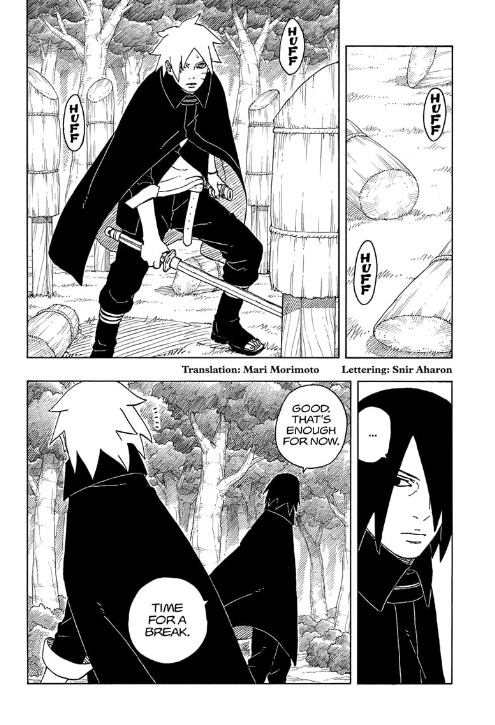 HUFF
HUFF
HUFF
HUFF
Translation: Mari Morimoto
Lettering: Snir Aharon
GOOD.
THAT'S
ENOUGH
FOR NOW.
...
TIME
FOR A
BREAK.